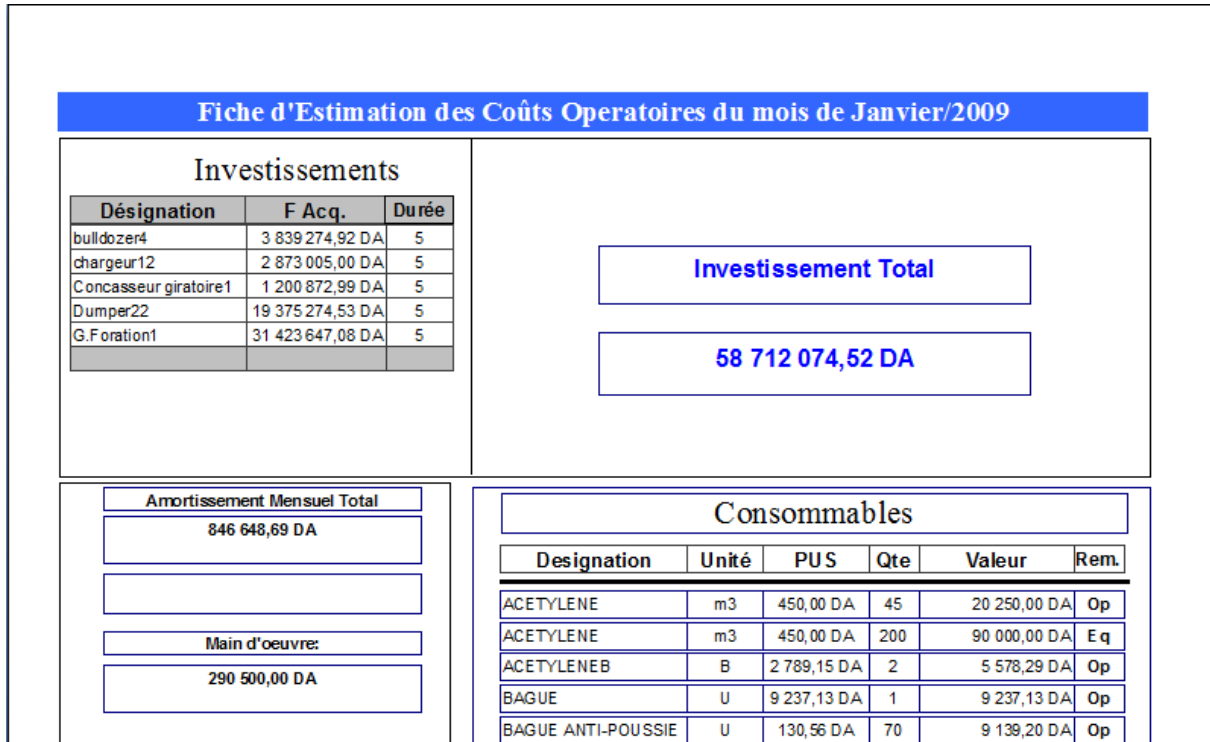 Fiche d'Estimation des Coûts Operatoires du mois de Janvier/2009
Investissements
Désignation F Acq. Durée
bulldozer4 3 839 274,92 DA 5
chargeur12 2 873 005,00 DA 5
Concasseur giratoire1 1 200 872,99 DA 5
Dumper22 19 375 274,53 DA 5
G.Foration1 31 423 647,08 DA 5
Investissement Total
58 712 074,52 DA
Amortissement Mensuel Total
846 648,69 DA
Main d'oeuvre:
290 500,00 DA
Consommables
Designation Unité PUS Qte Valeur Rem.
ACETYLENE m3 450,00 DA 45 20 250,00 DA Op
ACETYLENE m3 450,00 DA 200 90 000,00 DA Eq
ACETYLENEB B 2 789,15 DA 2 5 578,29 DA Op
BAGUE U 9 237,13 DA 1 9 237,13 DA Op
BAGUE ANTI-POUSSIE U 130,56 DA 70 9 139,20 DA Op